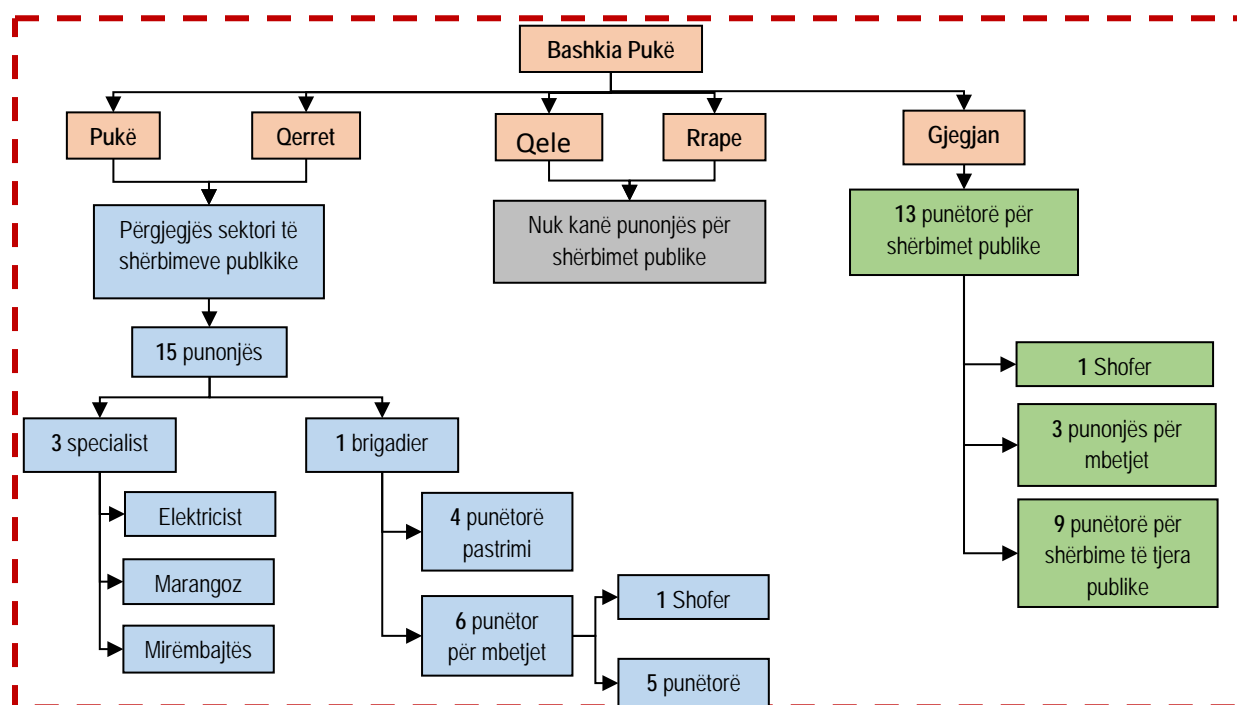 Bashkia Pukë
Pukë
Qerret
Qele
Rrape
Gjegjan
Përgjegjës sektori të
shërbimeve publkike
Nuk kanë punonjës për
shërbimet publike
13 punëtorë për
shërbimet publike
15 punonjës
3 specialist
1 brigadier
Elektricist
Marangoz
Mirëmbajtës
4 punëtorë
pastrimi
6 punëtor
për mbetjet
1 Shofer
5 punëtorë
1 Shofer
3 punonjës për
mbetjet
9 punëtorë për
shërbime të tjera
publike